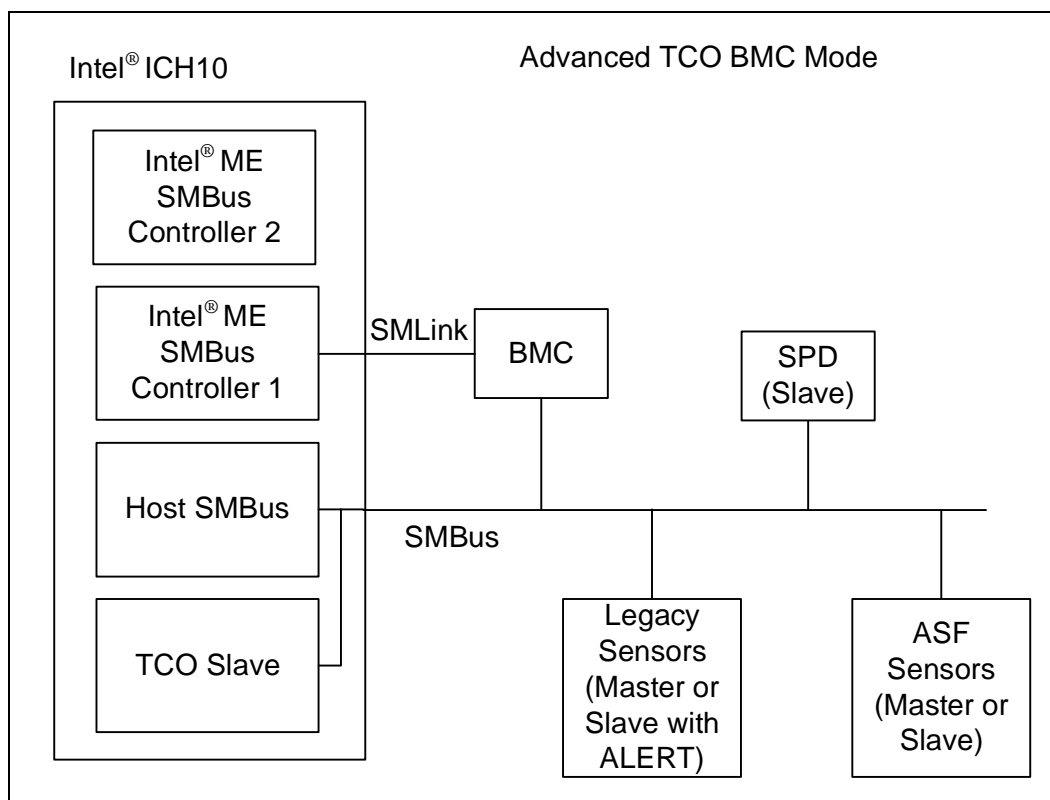 Advanced TCO BMC Mode
Intel® ICH10
Intel® ME
SMBus
Controller 2
Intel® ME
SMBus
Controller 1
SMLink
BMC
SPD
(Slave)
Host SMBus
SMBus
TCO Slave
Legacy
Sensors
(Master or
Slave with
ALERT)
ASF
Sensors
(Master or
Slave)